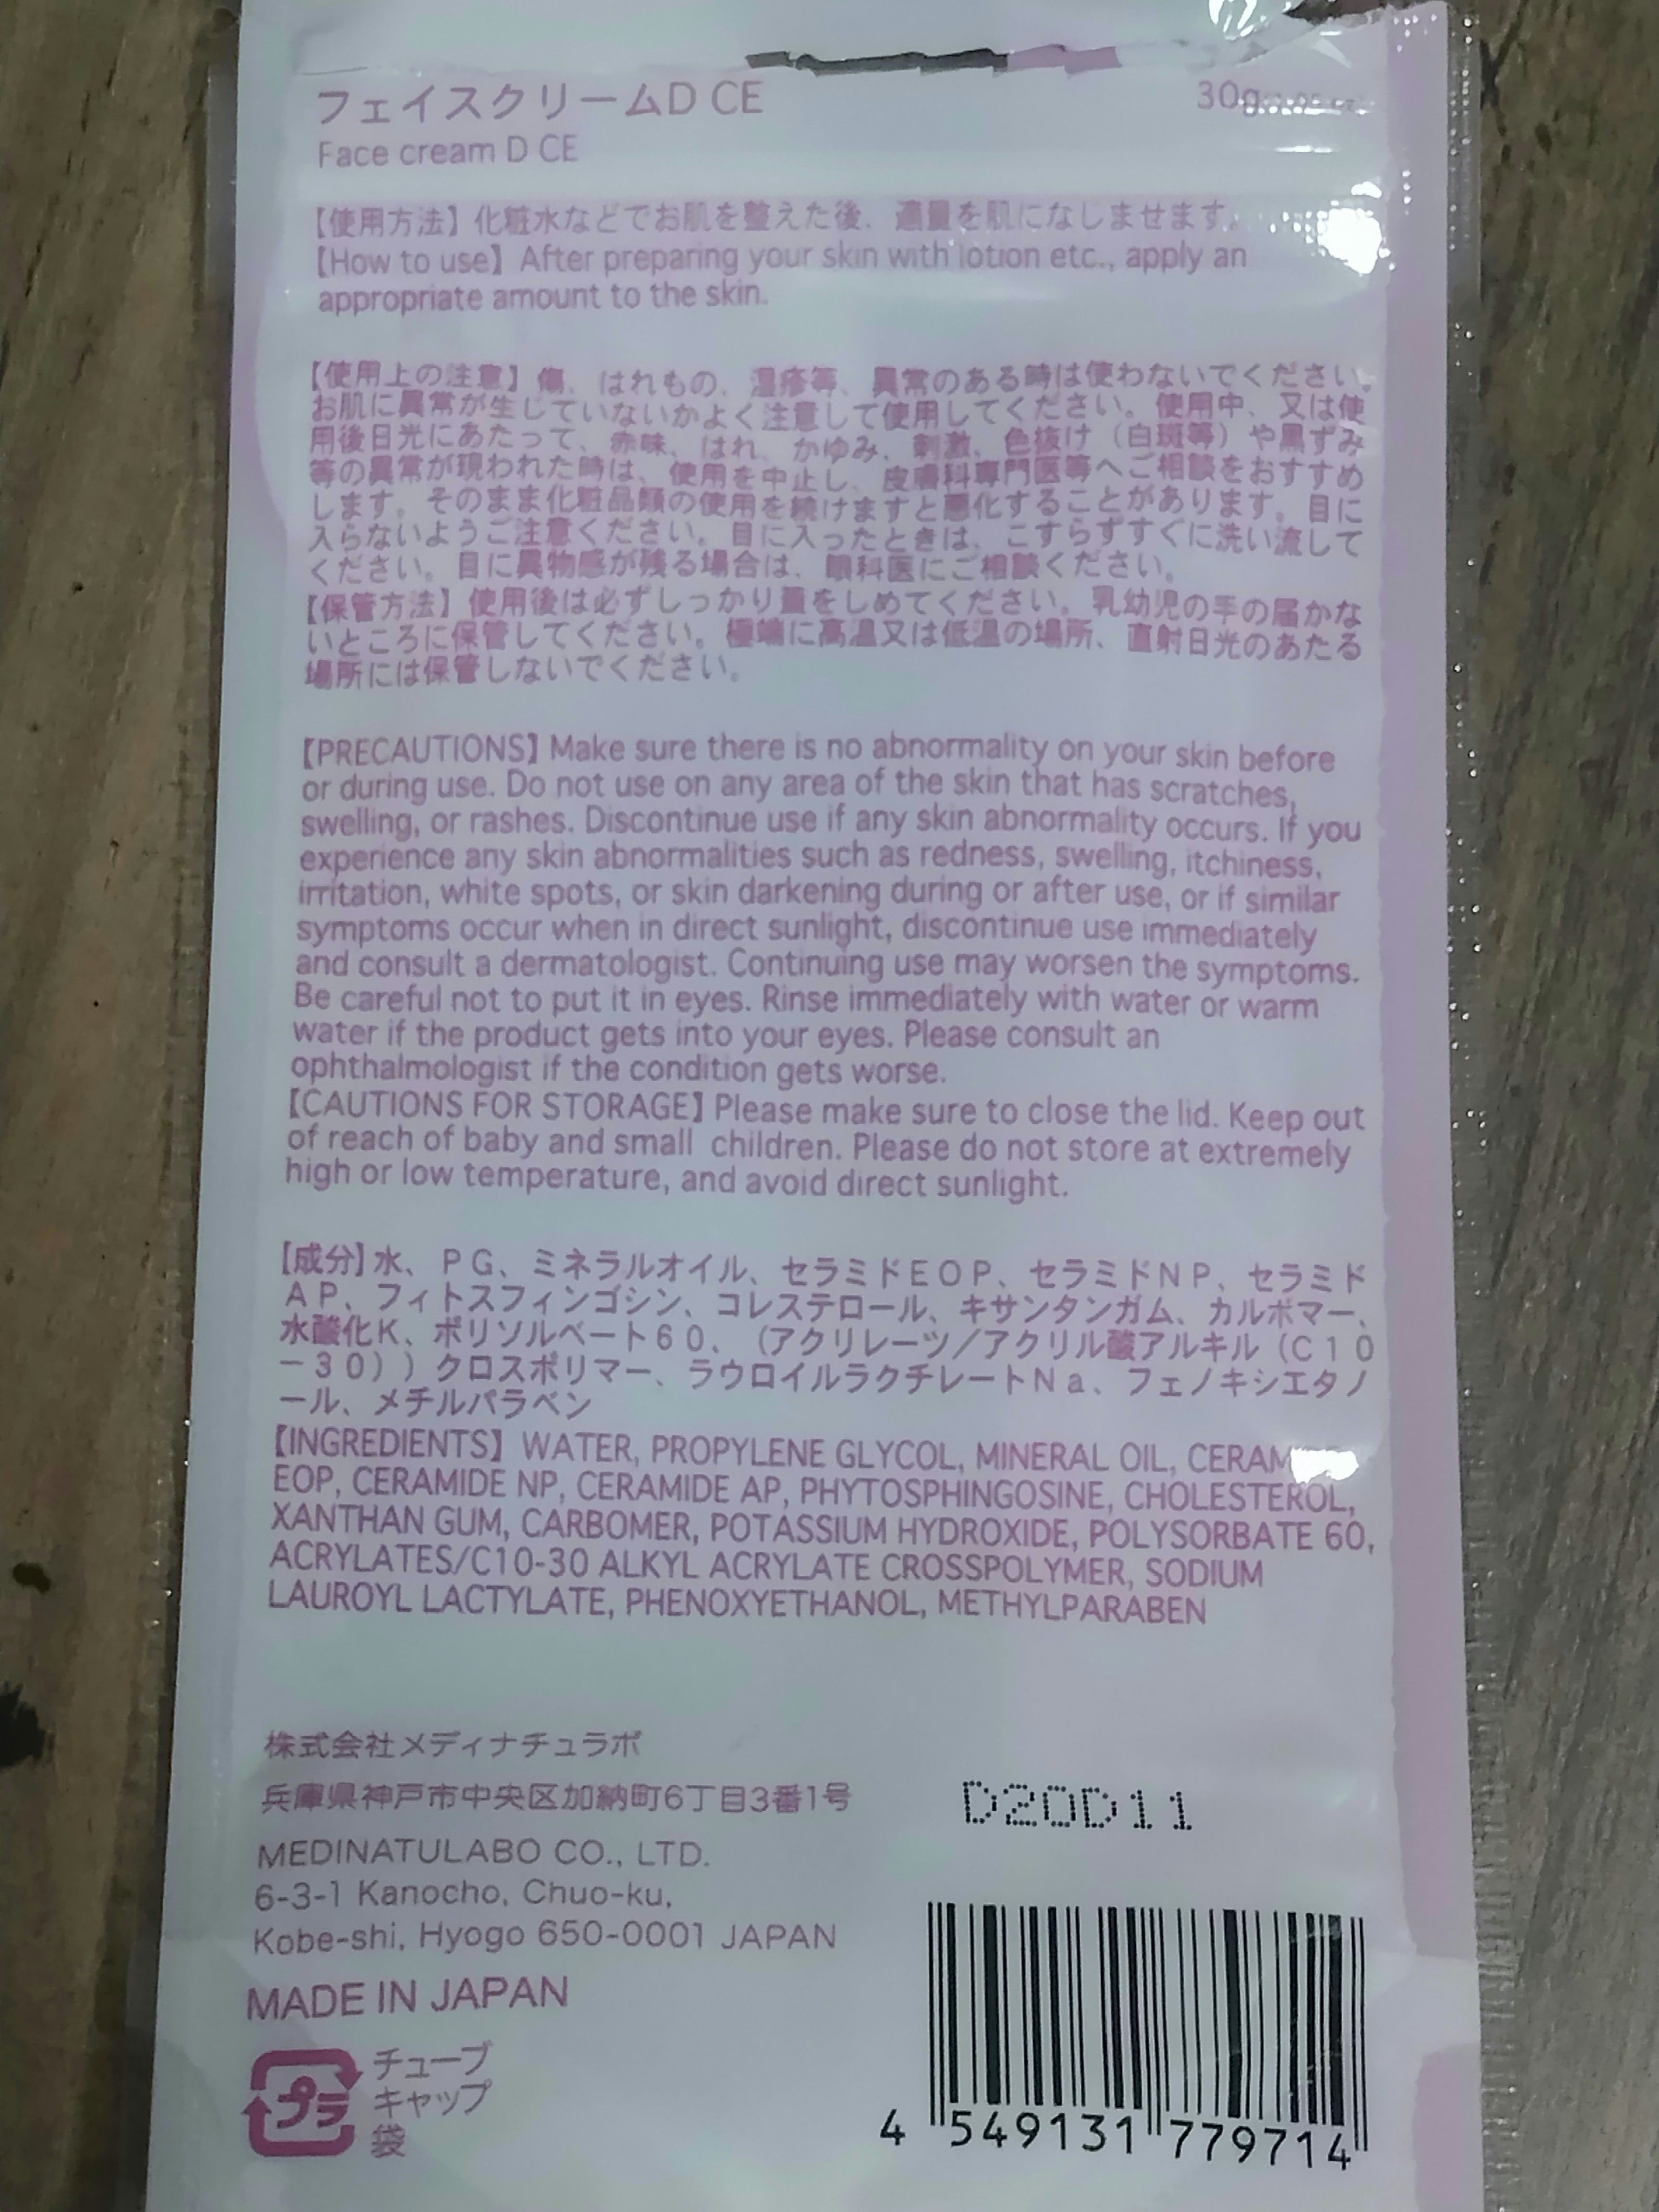 フェイスクリームD CE
30g
Face cream D CE
【使用方法】化粧水などでお肌を整えた後、適量を肌になじませます。
【How to use】After preparing your skin with lotion etc., apply an
appropriate amount to the skin.
【使用上の注意】傷、はれもの、湿疹等、異常のある時は使わないでください。
お肌に異常が生じていないかよく注意して使用してください。使用中、又は使
用後日光にあたって、赤味、はれ、かゆみ、刺激、色抜け（白斑等）や黒ずみ
等の異常が現われた時は、使用を中止し、皮膚科専門医等へご相談をおすすめ
します。そのまま化粧品類の使用を続けますと悪化することがあります。目に
入らないようご注意ください。目に入ったときは、こすらずすぐに洗い流して
ください。目に異物感が残る場合は、眼科医にご相談ください。
【保管方法】使用後は必ずしっかり蓋をしめてください。乳幼児の手の届かな
いところに保管してください。極端に高温又は低温の場所、直射日光のあたる
場所には保管しないでください。
【PRECAUTIONS】Make sure there is no abnormality on your skin before
or during use. Do not use on any area of the skin that has scratches,
swelling, or rashes. Discontinue use if any skin abnormality occurs. If you
experience any skin abnormalities such as redness, swelling, itchiness,
irritation, white spots, or skin darkening during or after use, or if similar
symptoms occur when in direct sunlight, discontinue use immediately
and consult a dermatologist. Continuing use may worsen the symptoms.
Be careful not to put it in eyes. Rinse immediately with water or warm
water if the product gets into your eyes. Please consult an
ophthalmologist if the condition gets worse.
【CAUTIONS FOR STORAGE】Please make sure to close the lid. Keep out
of reach of baby and small children. Please do not store at extremely
high or low temperature, and avoid direct sunlight.
【成分】水、ＰＧ、ミネラルオイル、セラミドＥＯＰ、セラミドＮＰ、セラミド
ＡＰ、フィトスフィンゴシン、コレステロール、キサンタンガム、カルボマー、
水酸化Ｋ、ポリソルベート６０、（アクリレーツ／アクリル酸アルキル（Ｃ１０
－３０））クロスポリマー、ラウロイルラクチレートＮａ、フェノキシエタノ
ール、メチルパラベン
【INGREDIENTS】WATER, PROPYLENE GLYCOL, MINERAL OIL,
EOP, CERAMIDE NP, CERAMIDE AP, PHYTOSPHINGOSINE, CHOLESTEROL,
XANTHAN GUM, CARBOMER, POTASSIUM HYDROXIDE, POLYSORBATE 60,
ACRYLATES/C10-30 ALKYL ACRYLATE CROSSPOLYMER, SODIUM
LAUROYL LACTYLATE, PHENOXYETHANOL, METHYLPARABEN
株式会社メディナチュラボ
兵庫県神戸市中央区加納町6丁目3番1号
D20D11
MEDINATULABO CO., LTD.
6-3-1 Kanocho, Chuo-ku,
Kobe-shi, Hyogo 650-0001 JAPAN
MADE IN JAPAN
プラ
チューブ
キャップ
袋
4 549131 779714